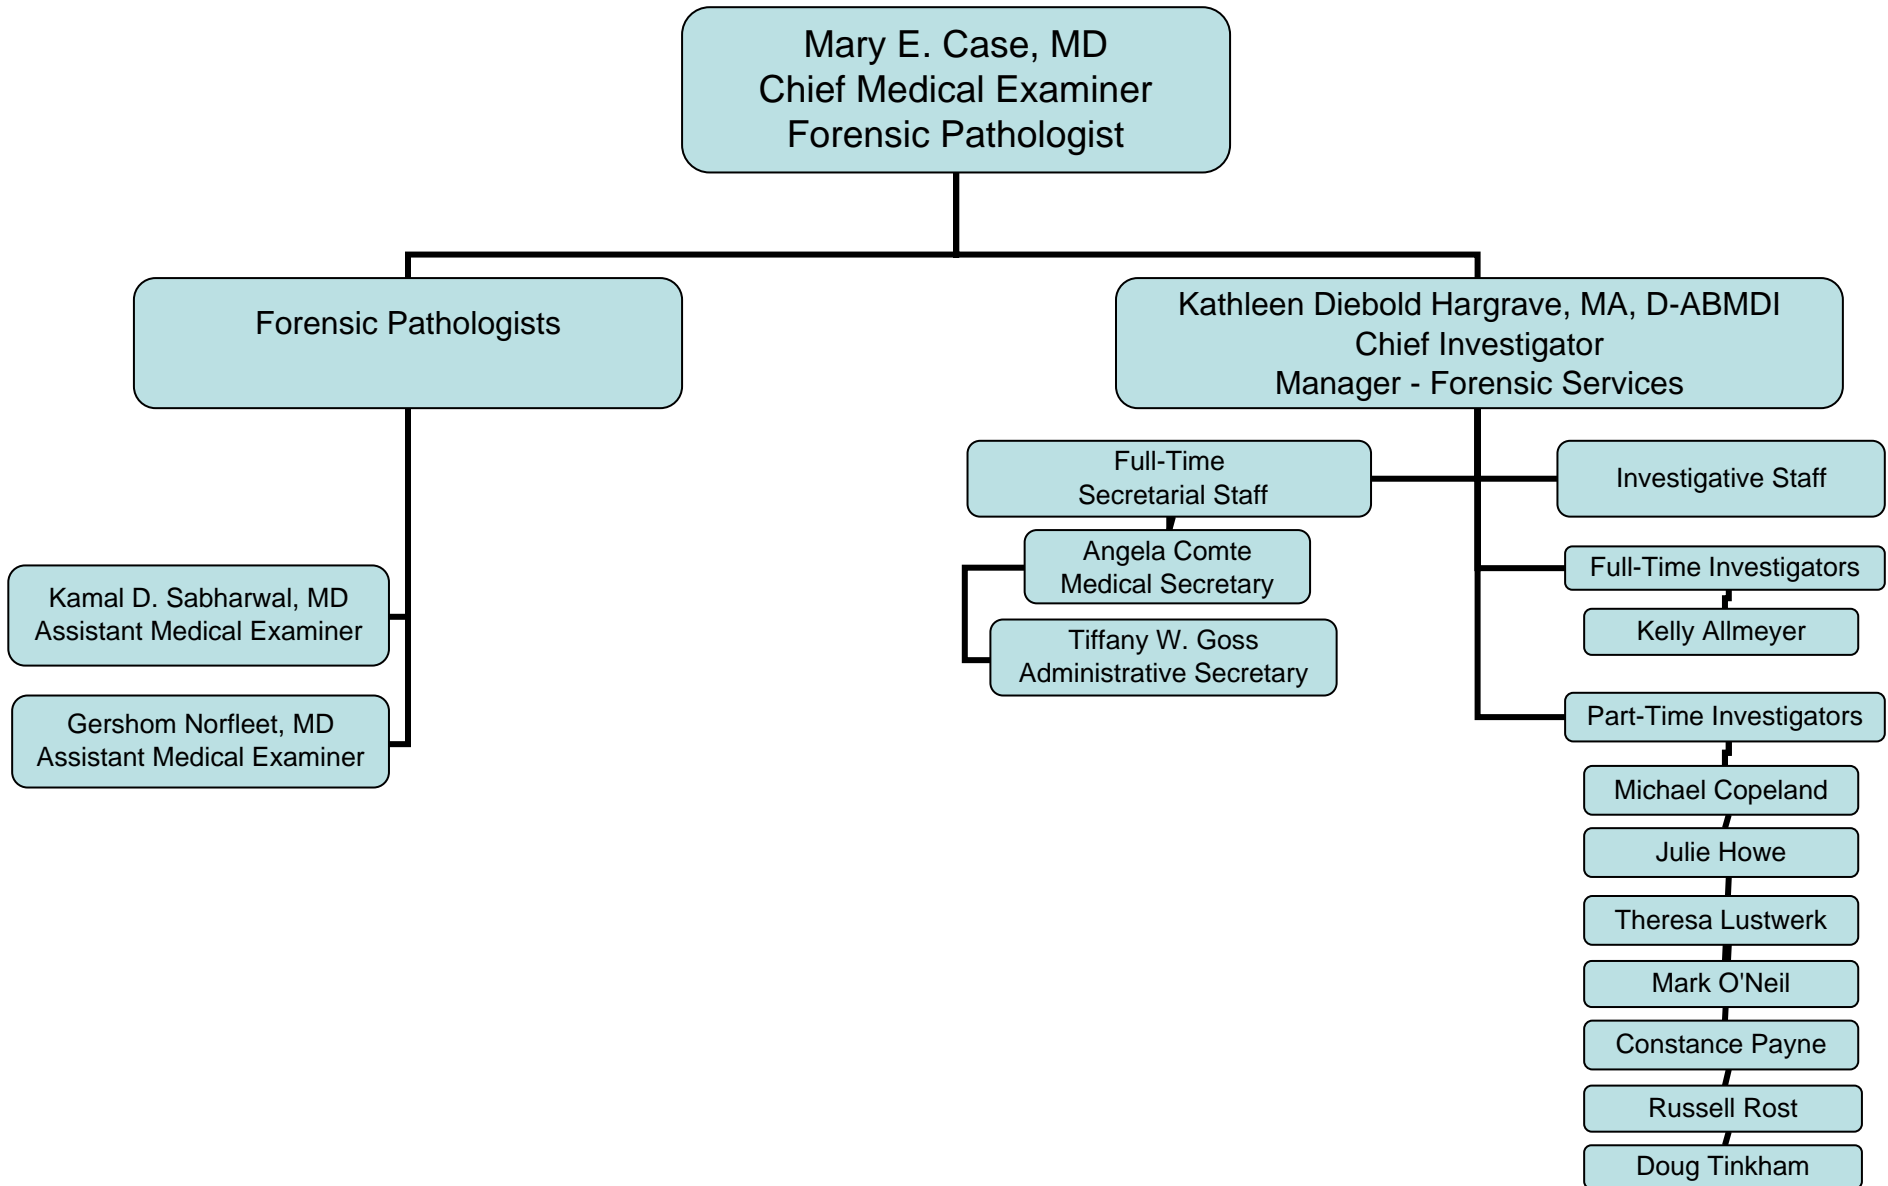 Mary E. Case, MD
Chief Medical Examiner
Forensic Pathologist
Forensic Pathologists
Kathleen Diebold Hargrave, MA, D-ABMDI
Chief Investigator
Manager - Forensic Services
Kamal D. Sabharwal, MD
Assistant Medical Examiner
Gershom Norfleet, MD
Assistant Medical Examiner
Full-Time
Secretarial Staff
Angela Comte
Medical Secretary
Tiffany W. Goss
Administrative Secretary
Investigative Staff
Full-Time Investigators
Kelly Allmeyer
Part-Time Investigators
Michael Copeland
Julie Howe
Theresa Lustwerk
Mark O'Neil
Constance Payne
Russell Rost
Doug Tinkham